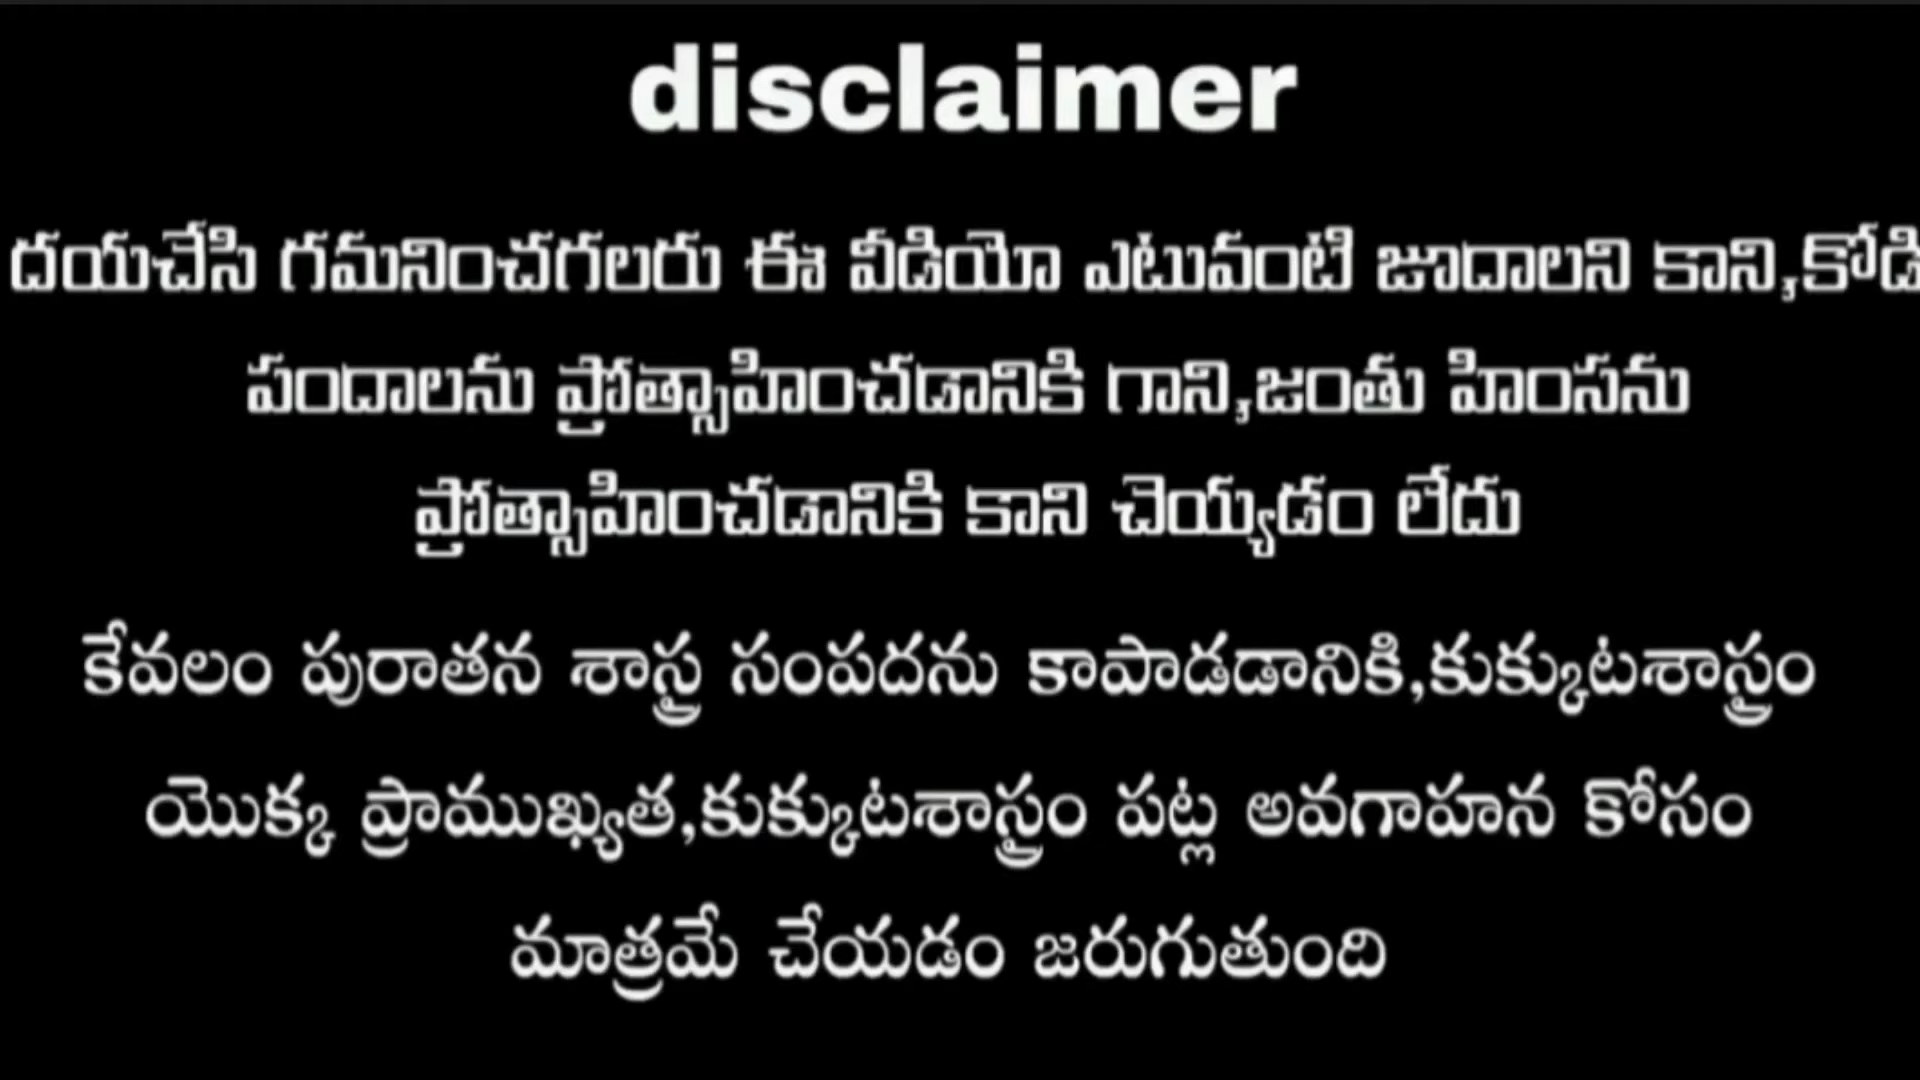 disclaimer
దయచేసి గమనించగలరు ఈ వీడియో ఎటువంటి జూదాలని కాని,కోడి
పందాలను ప్రోత్సాహించడానికి గాని,జంతు హింసను
ప్రోత్సాహించడానికి కాని చెయ్యడం లేదు
కేవలం పురాతన శాస్త్ర సంపదను కాపాడడానికి,కుక్కుటశాస్త్రం
యొక్క ప్రాముఖ్యత,కుక్కుటశాస్త్రం పట్ల అవగాహన కోసం
మాత్రమే చేయడం జరుగుతుంది